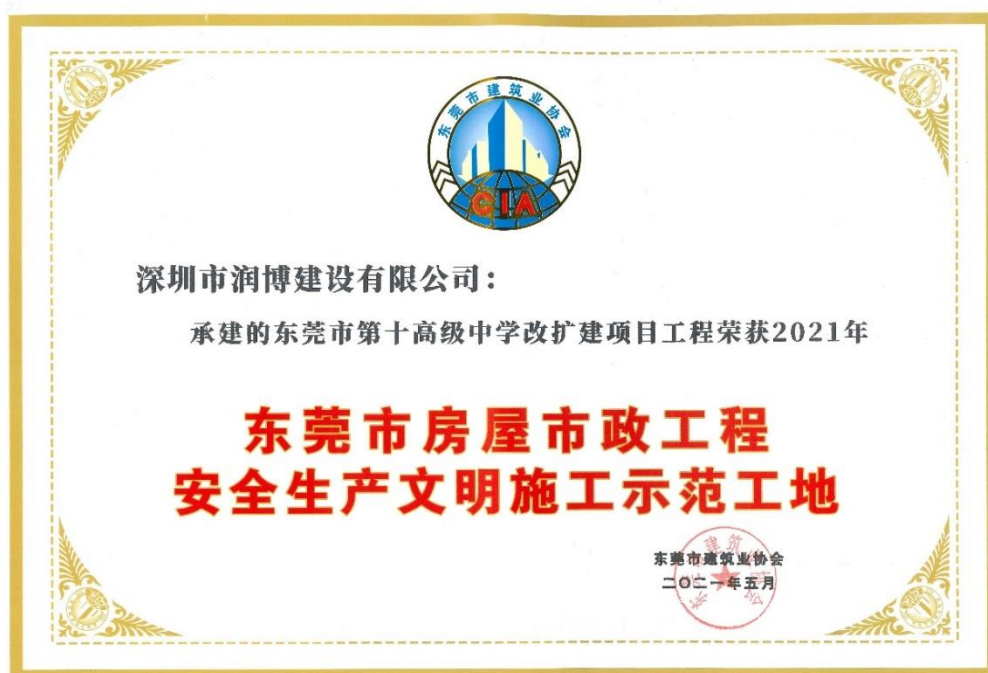 东莞市建筑业协会
CIA
深圳市润博建设有限公司：
承建的东莞市第十高级中学改扩建项目工程荣获2021年
东莞市房屋市政工程
安全生产文明施工示范工地
东莞市建筑业协会
二〇二一年五月